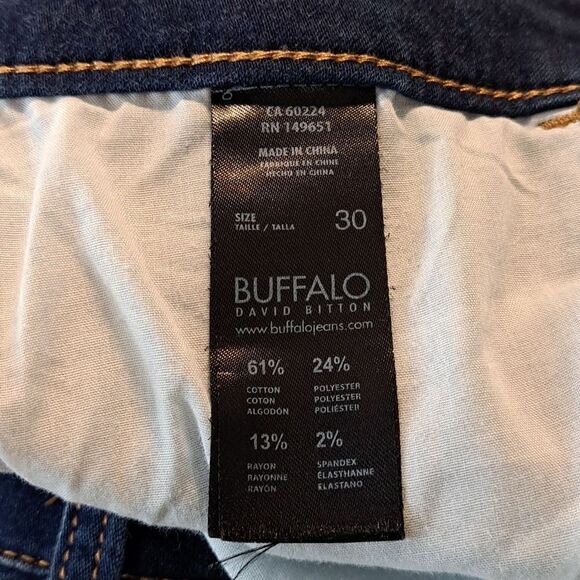 CA 60224
RN 149651
MADE IN CHINA
FABRIQUE EN CHINE
HECHO EN CHINA
SIZE 30
TAILLE / TALLA
BUFFALO
DAVID BITTON
www.buffalojeans.com
61% 24%
COTTON POLYESTER
COTON POLYESTER
ALGODÓN POLIÉSTER
13% 2%
RAYON SPANDEX
RAYONNE ÉLASTHANNE
RAYÓN ELASTANO